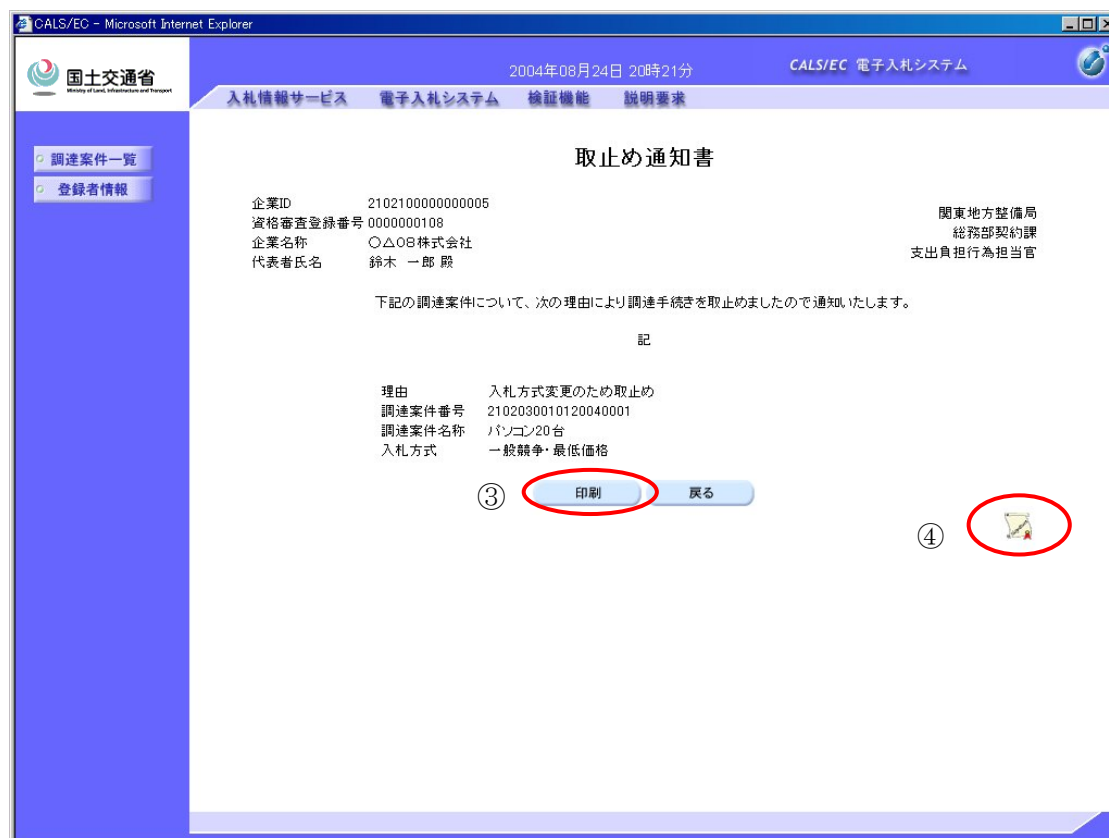 CALS/EC - Microsoft Internet Explorer
国土交通省
Ministry of Land, Infrastructure and Transport
2004年08月24日 20時21分
CALS/EC 電子入札システム
入札情報サービス 電子入札システム 検証機能 説明要求
調達案件一覧
登録者情報
取止め通知書
企業ID 2102100000000005
資格審査登録番号 0000000108
企業名称 〇△08株式会社
代表者氏名 鈴木 一郎 殿
関東地方整備局
総務部契約課
支出負担行為担当官
下記の調達案件について、次の理由により調達手続きを取止めましたので通知いたします。
記
理由 入札方式変更のため取止め
調達案件番号 2102030010120040001
調達案件名称 パソコン20台
入札方式 一般競争・最低価格
③ 印刷 戻る
④